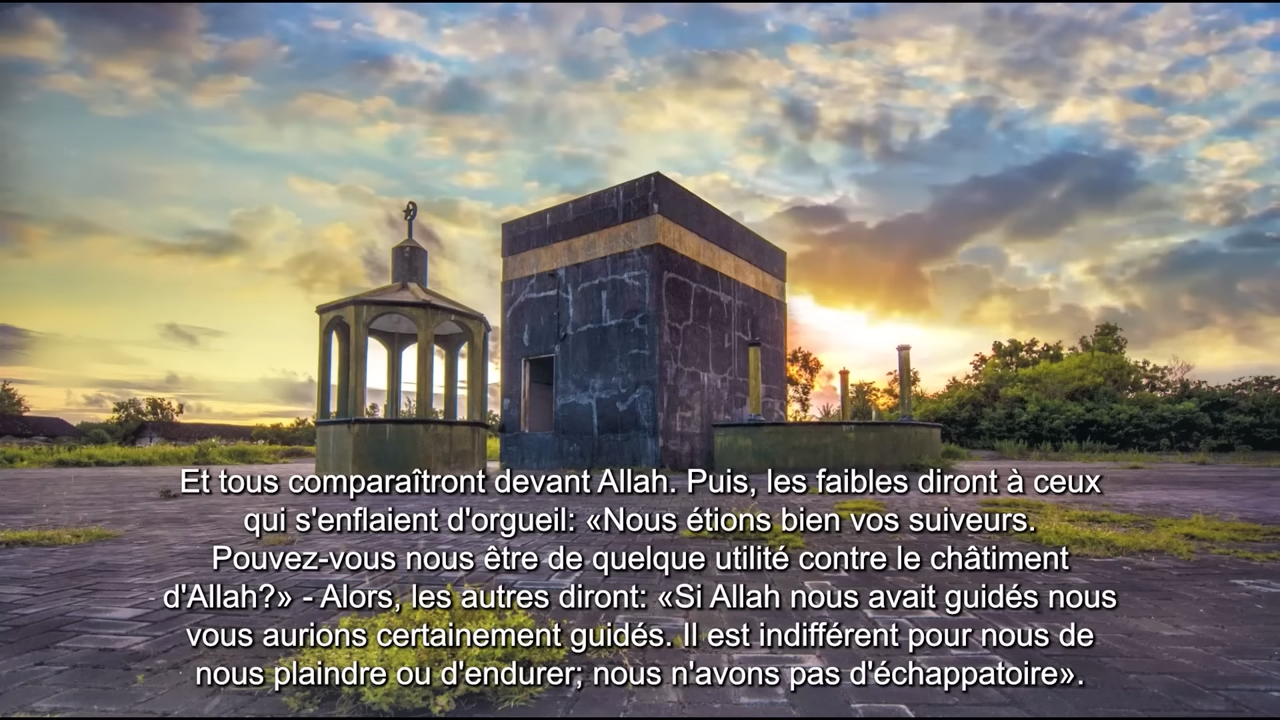 Et tous comparaîtront devant Allah. Puis, les faibles diront à ceux
qui s'enflaient d'orgueil: «Nous étions bien vos suiveurs.
Pouvez-vous nous être de quelque utilité contre le châtiment
d'Allah?» - Alors, les autres diront: «Si Allah nous avait guidés nous
vous aurions certainement guidés. Il est indifférent pour nous de
nous plaindre ou d'endurer; nous n'avons pas d'échappatoire».